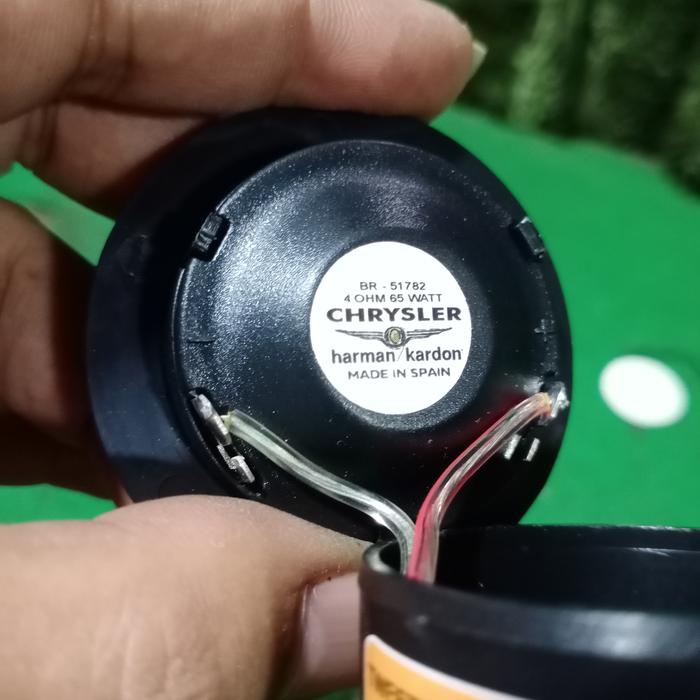 BR - 51782
4 OHM 65 WATT
CHRYSLER
harman/kardon
MADE IN SPAIN